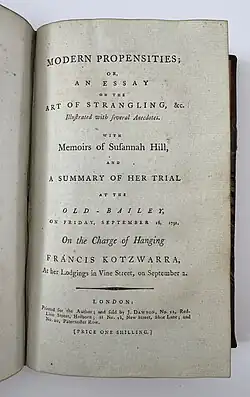 MODERN PROPENSITIES;
OR,
AN ESSAY
ON THE
ART OF STRANGLING, &c.
Illustrated with several Anecdotes.
WITH
Memoirs of Susannah Hill,
AND
A SUMMARY OF HER TRIAL
AT THE
OLD-BAILEY,
ON FRIDAY, SEPTEMBER 16, 1791.
On the Charge of Hanging
FRANCIS KOTZWARRA,
At her Lodgings in Vine Street, on September 2.
LONDON:
Printed for the Author; and sold by J. DAWSON, No. 12, Red-
Lion Street, Holborn; at No. 18, New Street, Shoe Lane; and
No. 20, Paternoster Row.
[PRICE ONE SHILLING.]